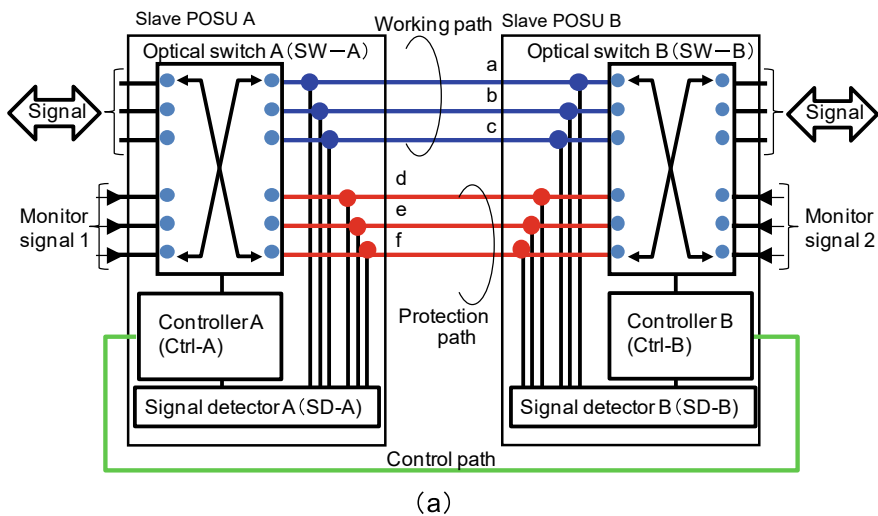 Slave POSU A
Working path
Slave POSU B
Optical switch A(SW－A)
Optical switch B(SW－B)
a
b
c
Signal
Signal
d
e
f
Monitor
signal 1
Monitor
signal 2
Protection
path
Controller A
(Ctrl-A)
Controller B
(Ctrl-B)
Signal detector A(SD-A)
Signal detector B(SD-B)
Control path
(a)